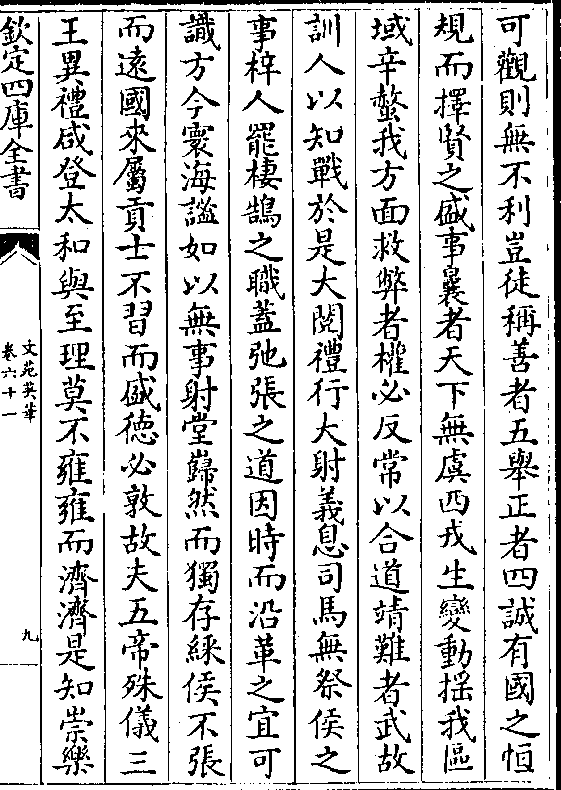 可觀則無不利豈徒稱善者五舉正者四誠有國之恒
規而擇賢之盛事曩者天下無虞西戎生變動揺我區
域辛螫我方面救弊者權必反常以合道靖難者武故
訓人以知戰於是大閱禮行大射義息司馬無祭侯之
事梓人罷棲鵠之職蓋弛張之道因時而沿革之宜可
識方今寰海謐如以無事射堂巋然而獨存綵侯不張
而遠國來屬貢士不習而盛德必敦故夫五帝殊儀三
王異禮咸登太和與至理莫不雍雍而濟濟是知崇樂
欽定四庫全書
文苑英華
卷六十一
九